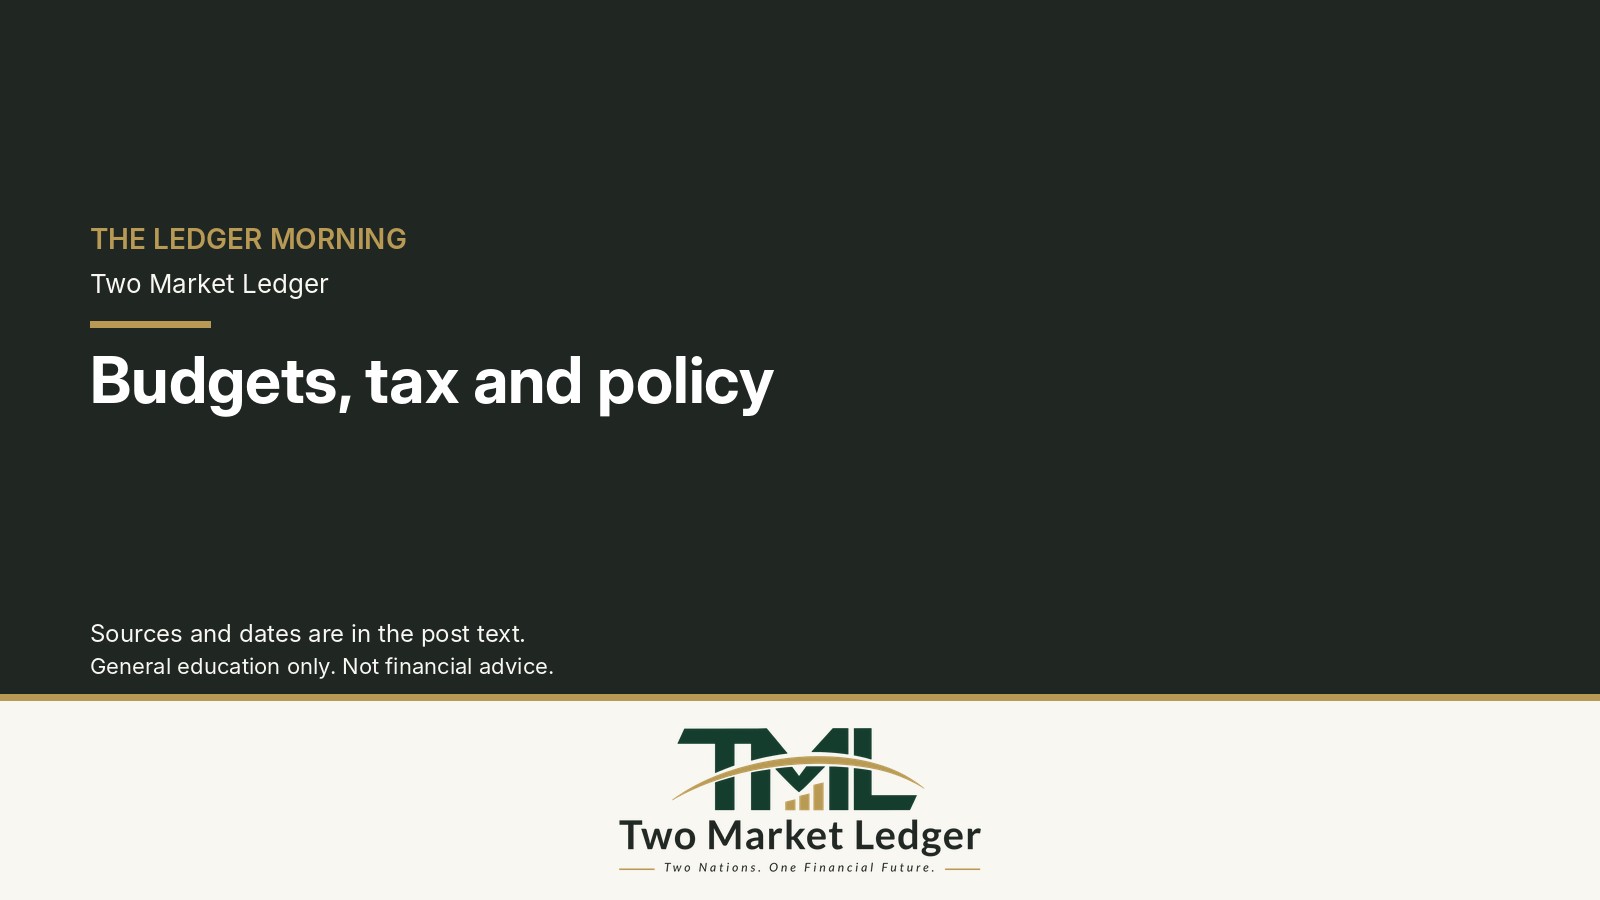 THE LEDGER MORNING
Two Market Ledger
Budgets, tax and policy
Sources and dates are in the post text.
General education only. Not financial advice.
TML
Two Market Ledger
Two Nations. One Financial Future.